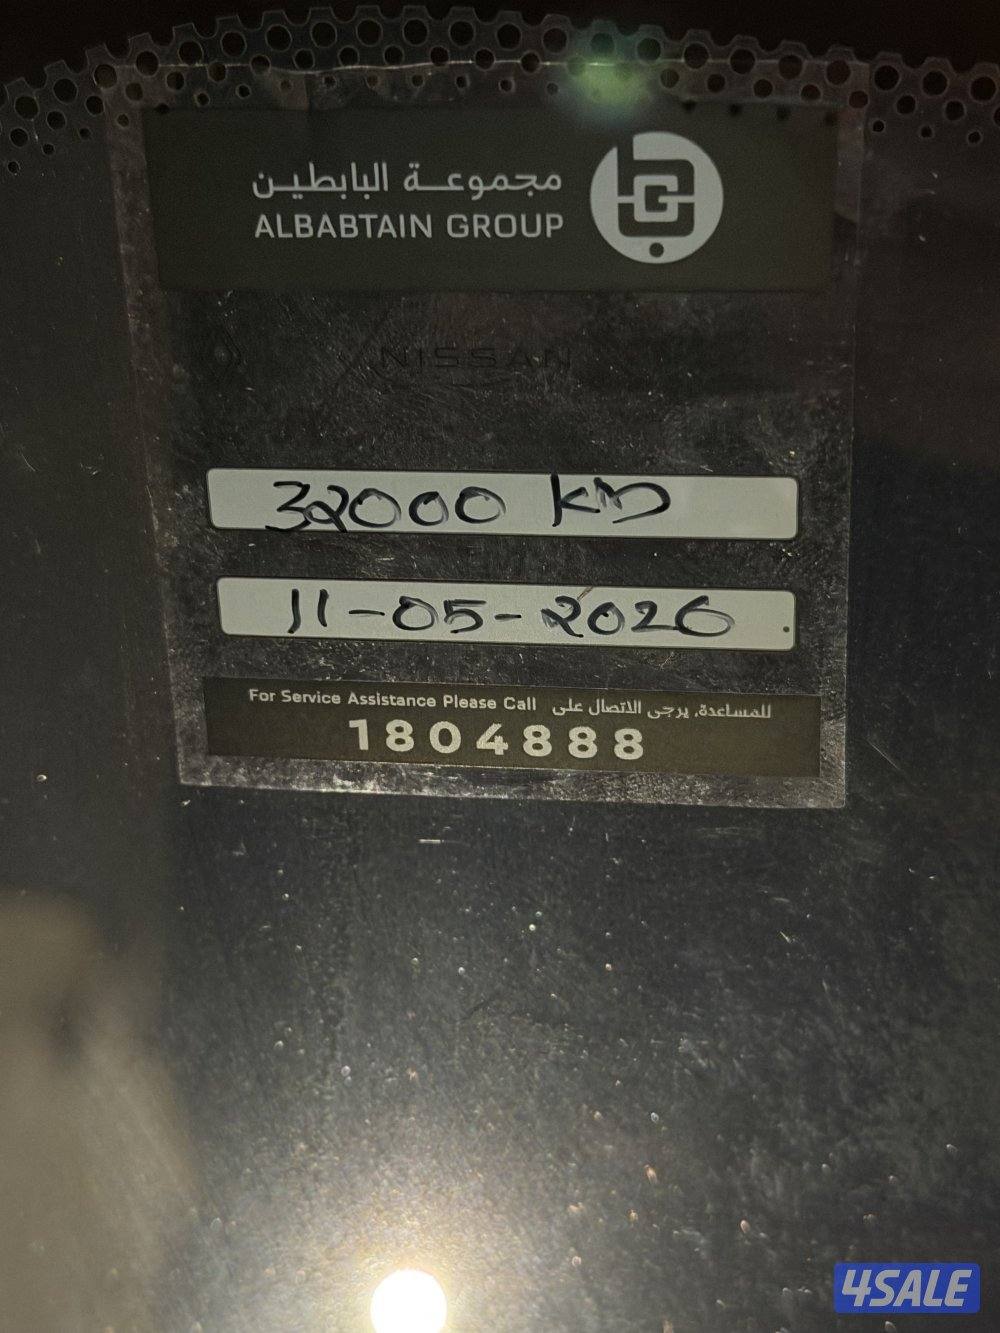 مجموعة البابطين
ALBABTAIN GROUP
NISSAN
32000 KM
11-05-2026
For Service Assistance Please Call للمساعدة، يرجى الاتصال على
1804888
4SALE